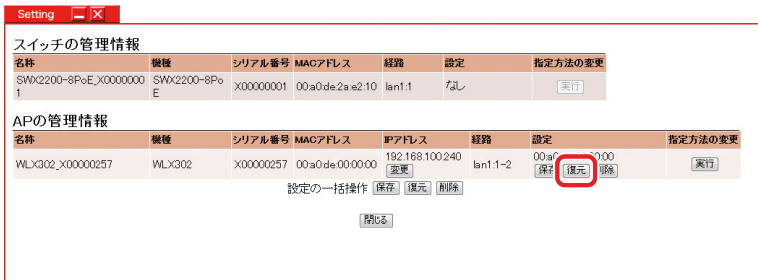 Setting
スイッチの管理情報
名称 機種 シリアル番号 MACアドレス 経路 設定 指定方法の変更
SWX2200-8PoE_X0000000 SWX2200-8Po X00000001 00:a0:de:2a:e2:10 lan1:1 なし 実行
1 E
APの管理情報
名称 機種 シリアル番号 MACアドレス IPアドレス 経路 設定 指定方法の変更
WLX302_X00000257 WLX302 X00000257 00:a0:de:00:00:00 192.168.100.240 lan1:1-2 00:a0 00:00 実行
変更 保存 復元 削除
設定の一括操作 保存 復元 削除
閉じる